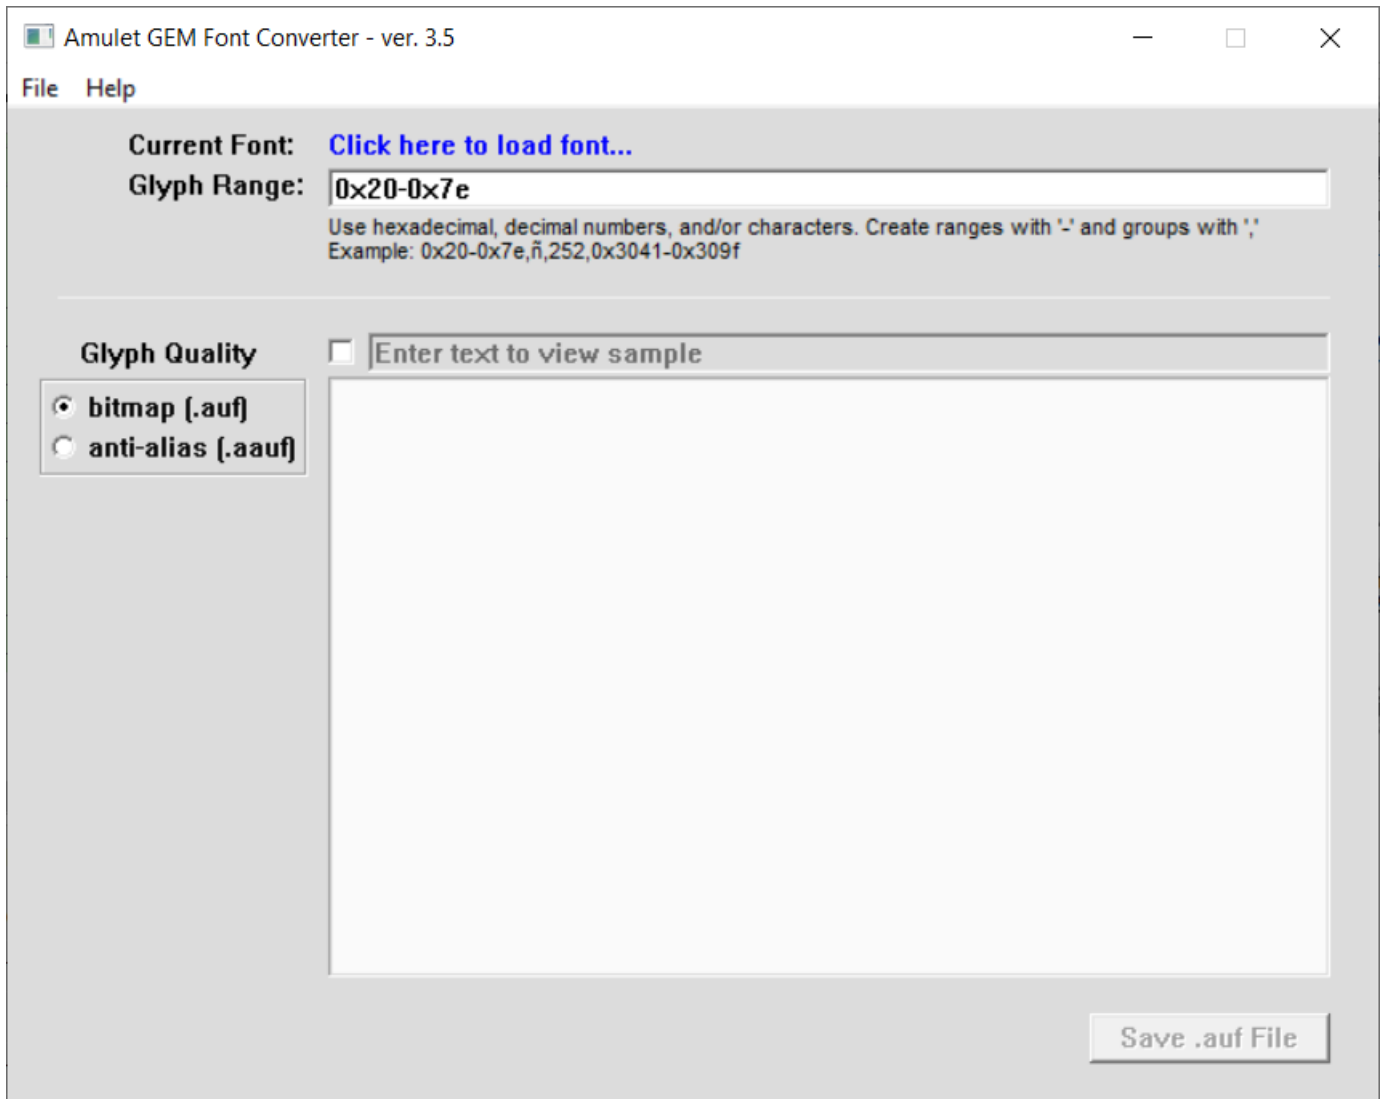 Amulet GEM Font Converter - ver. 3.5
File Help
Current Font: Click here to load font...
Glyph Range: 0x20-0x7e
Use hexadecimal, decimal numbers, and/or characters. Create ranges with '-' and groups with ','
Example: 0x20-0x7e,ñ,252,0x3041-0x309f
Glyph Quality Enter text to view sample
bitmap (.auf)
anti-alias (.aauf)
Save .auf File